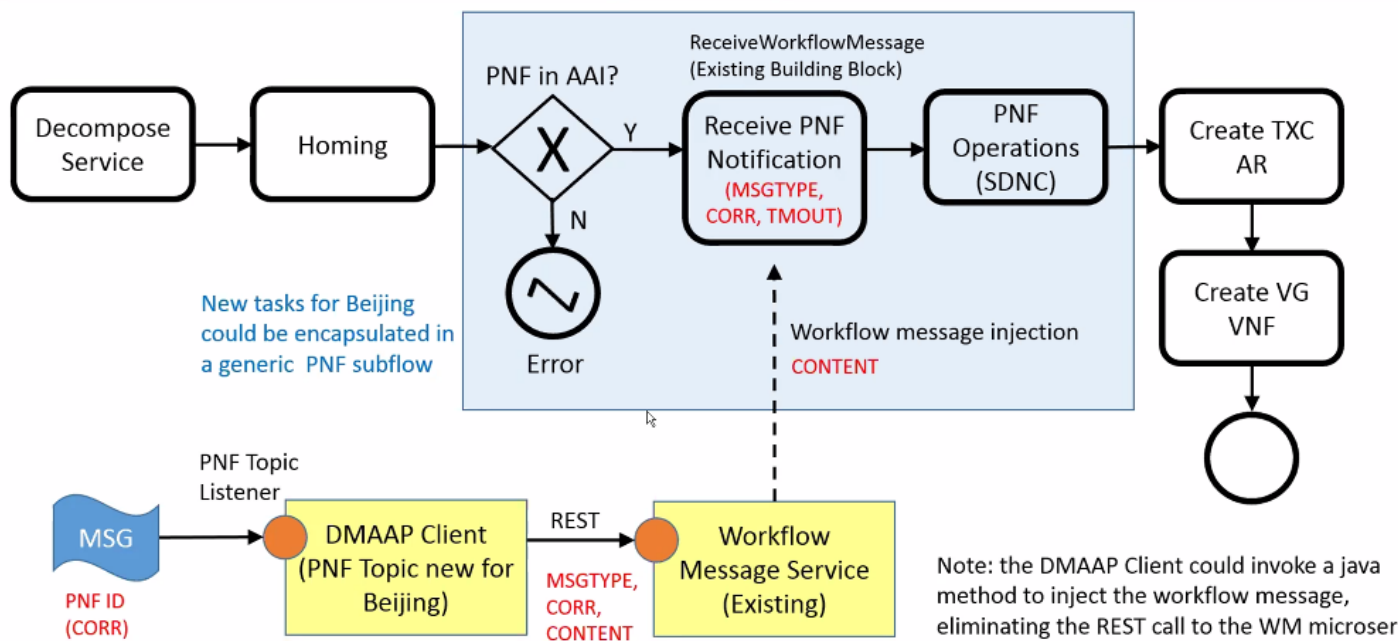 ReceiveWorkflowMessage
(Existing Building Block)
PNF in AAI?
Decompose
Service
Homing
X
Y
Receive PNF
Notification
(MSGTYPE,
CORR, TMOUT)
PNF
Operations
(SDNC)
Create TXC
AR
N
Error
Create VG
VNF
New tasks for Beijing
could be encapsulated in
a generic PNF subflow
Workflow message injection
CONTENT
PNF Topic
Listener
MSG
PNF ID
(CORR)
DMAAP Client
(PNF Topic new for
Beijing)
REST
MSGTYPE,
CORR,
CONTENT
Workflow
Message Service
(Existing)
Note: the DMAAP Client could invoke a java
method to inject the workflow message,
eliminating the REST call to the WM microser